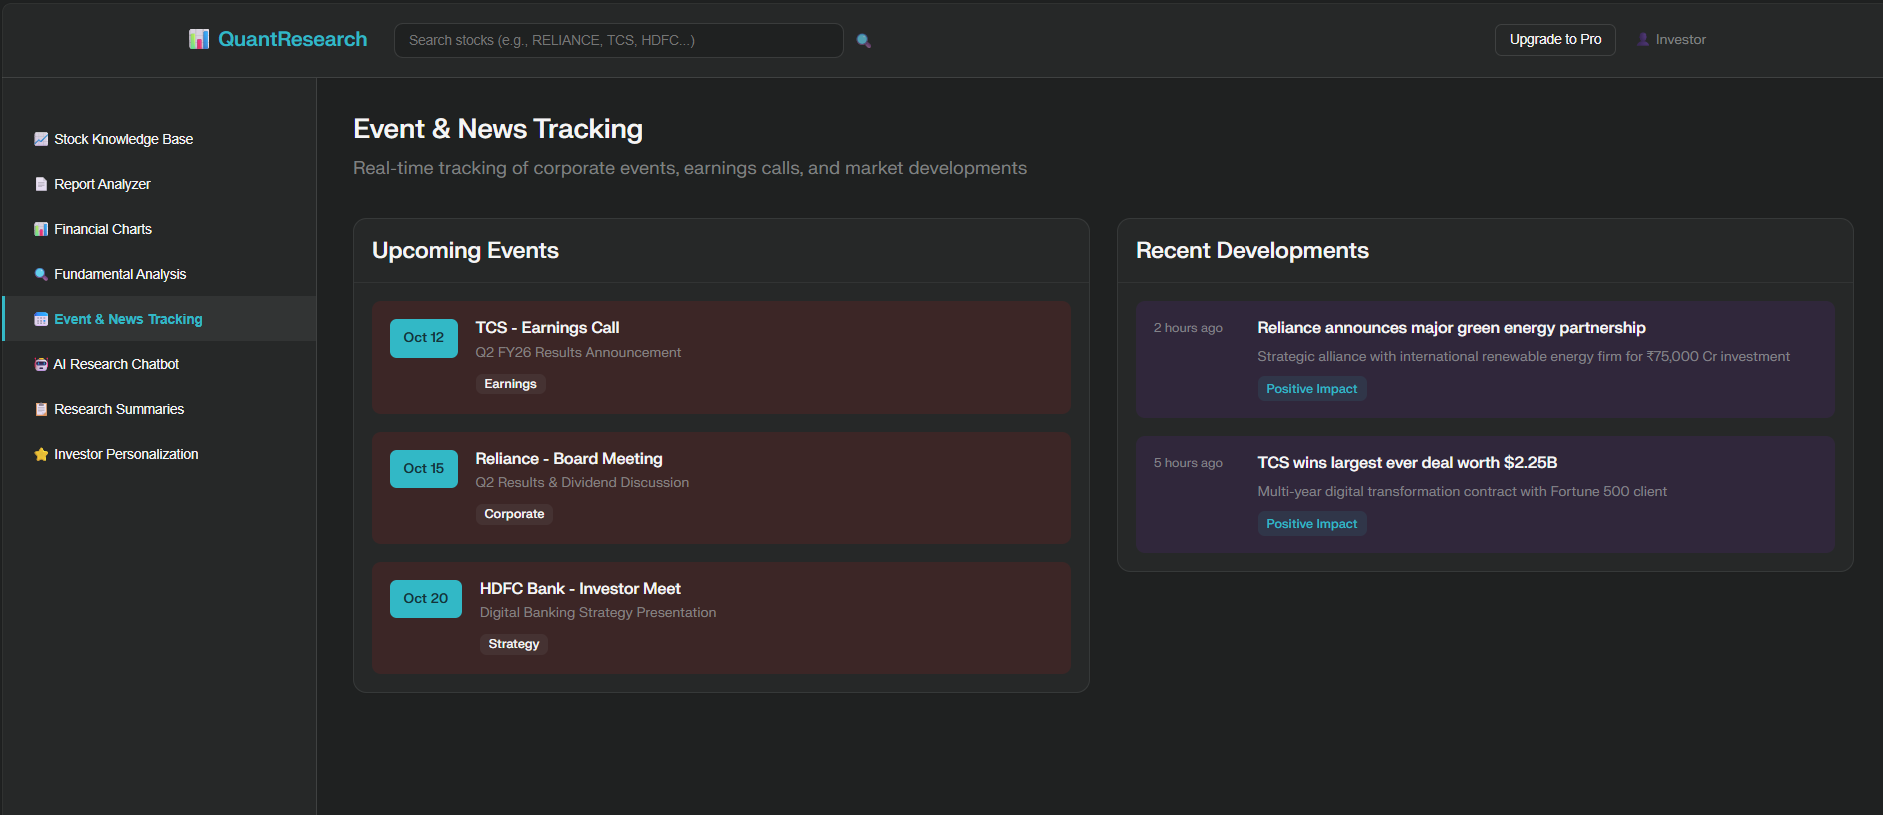 QuantResearch
Search stocks (e.g., RELIANCE, TCS, HDFC...)
Upgrade to Pro
Investor
Stock Knowledge Base
Report Analyzer
Financial Charts
Fundamental Analysis
Event & News Tracking
AI Research Chatbot
Research Summaries
Investor Personalization
Event & News Tracking
Real-time tracking of corporate events, earnings calls, and market developments
Upcoming Events
Oct 12
TCS - Earnings Call
Q2 FY26 Results Announcement
Earnings
Oct 15
Reliance - Board Meeting
Q2 Results & Dividend Discussion
Corporate
Oct 20
HDFC Bank - Investor Meet
Digital Banking Strategy Presentation
Strategy
Recent Developments
2 hours ago
Reliance announces major green energy partnership
Strategic alliance with international renewable energy firm for ₹75,000 Cr investment
Positive Impact
5 hours ago
TCS wins largest ever deal worth $2.25B
Multi-year digital transformation contract with Fortune 500 client
Positive Impact